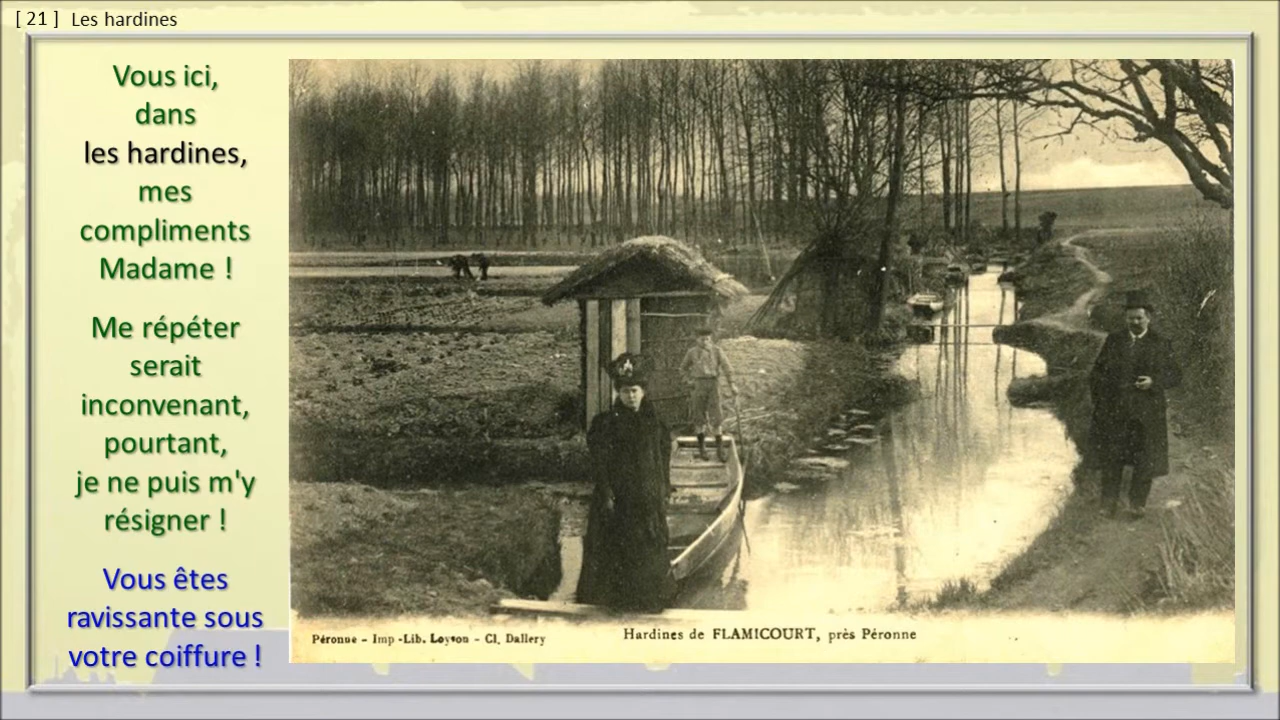 [ 21 ] Les hardines
Vous ici,
dans
les hardines,
mes
compliments
Madame !
Me répéter
serait
inconvenant,
pourtant,
je ne puis m'y
résigner !
Vous êtes
ravissante sous
votre coiffure !
Péronne - Imp -Lib. Loyson - Cl. Dallery
Hardines de FLAMICOURT, près Péronne